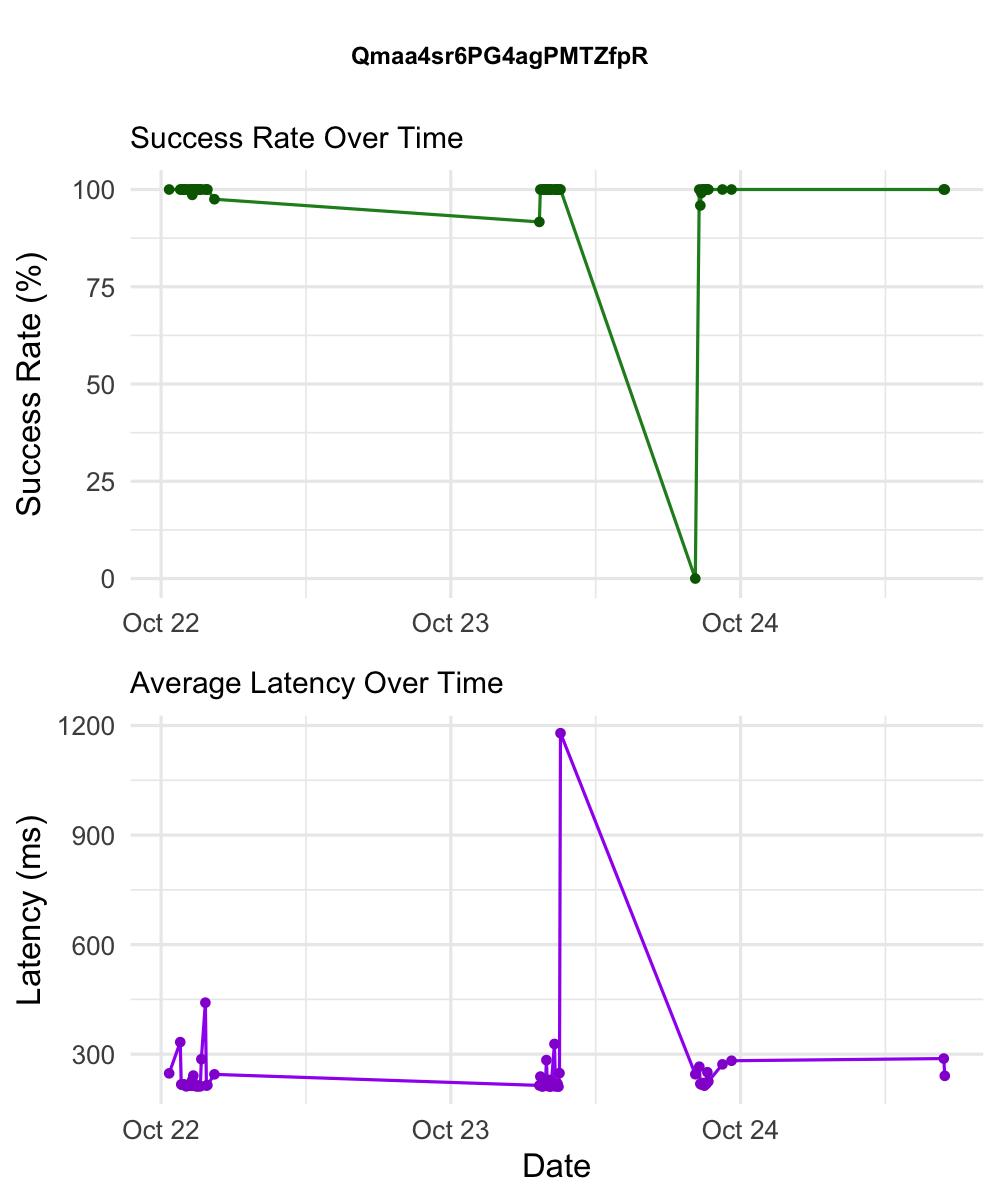 Qmaa4sr6PG4agPMTZfpR
Success Rate Over Time
Success Rate (%)
100
75
50
25
0
Oct 22 Oct 23 Oct 24
Average Latency Over Time
Latency (ms)
1200
900
600
300
Oct 22 Oct 23 Oct 24
Date